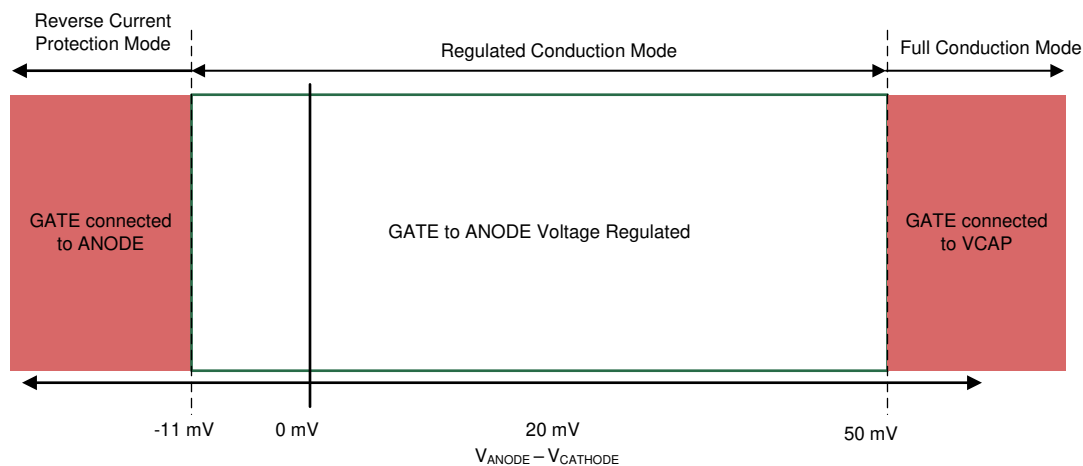 Reverse Current
Protection Mode
Regulated Conduction Mode
Full Conduction Mode
GATE connected
to ANODE
GATE to ANODE Voltage Regulated
GATE connected
to VCAP
-11 mV
0 mV
20 mV
50 mV
VANODE – VCATHODE